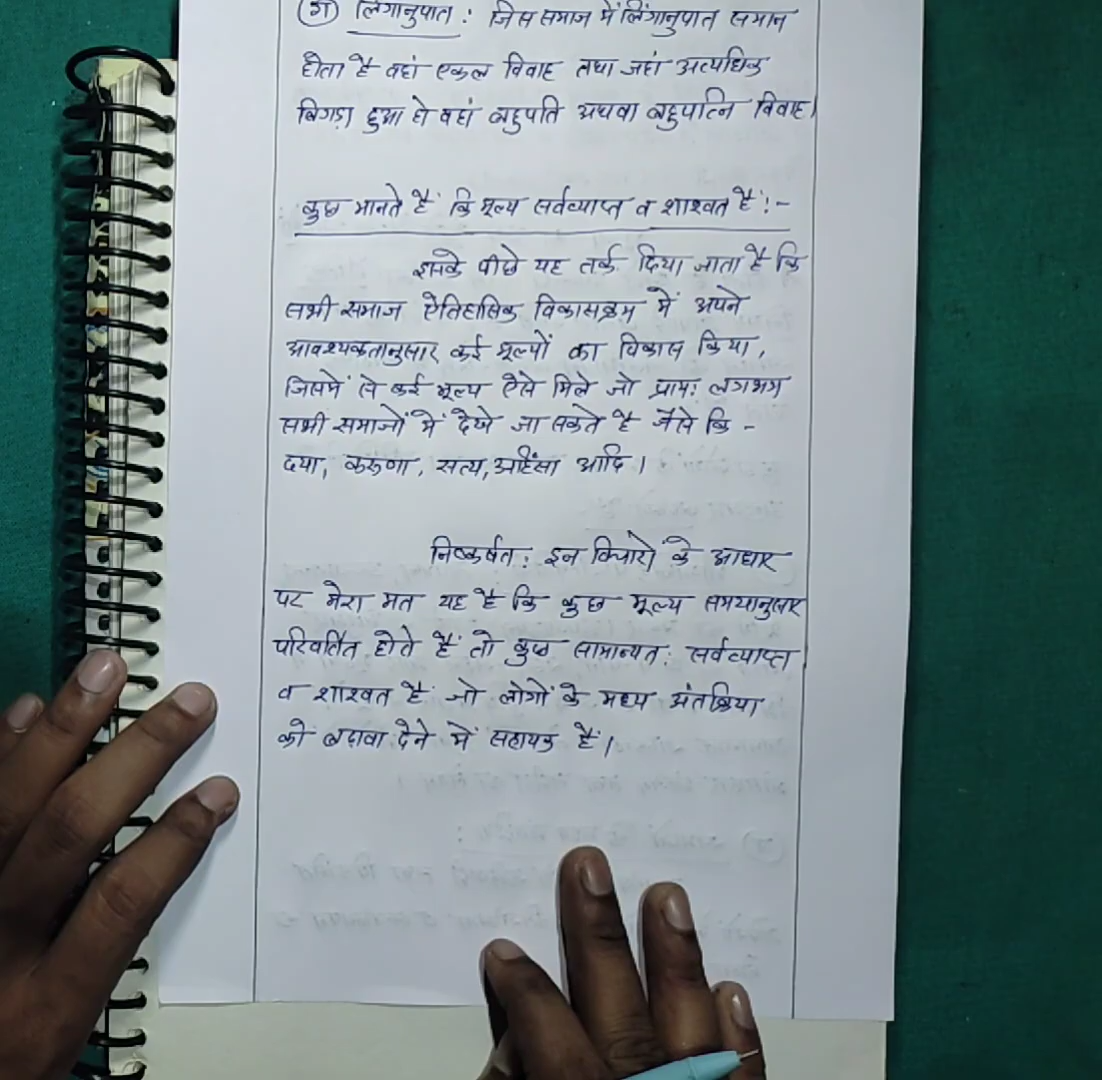 ग) लिंगानुपात : जिस समाज में लिंगानुपात समान
होता है वहां एकल विवाह तथा जहां अत्यधिक
बिगड़ा हुआ हो वहां बहुपति अथवा बहुपत्नि विवाह।
कुछ मानते हैं कि मूल्य सर्वव्याप्त व शाश्वत हैं :-
इसके पीछे यह तर्क दिया जाता है कि
सभी समाज ऐतिहासिक विकासक्रम में अपने
आवश्यकतानुसार कई मूल्यों का विकास किया,
जिसमें से कई मूल्य ऐसे मिले जो प्रायः लगभग
सभी समाजों में देखे जा सकते है जैसे कि -
दया, करुणा, सत्य, अहिंसा आदि।
निष्कर्षत: इन विचारों के आधार
पर मेरा मत यह है कि कुछ मूल्य समयानुसार
परिवर्तित होते हैं तो कुछ सामान्यत: सर्वव्याप्त
व शाश्वत हैं जो लोगों के मध्य अंतक्रिया
को बढ़ावा देने में सहायक हैं।